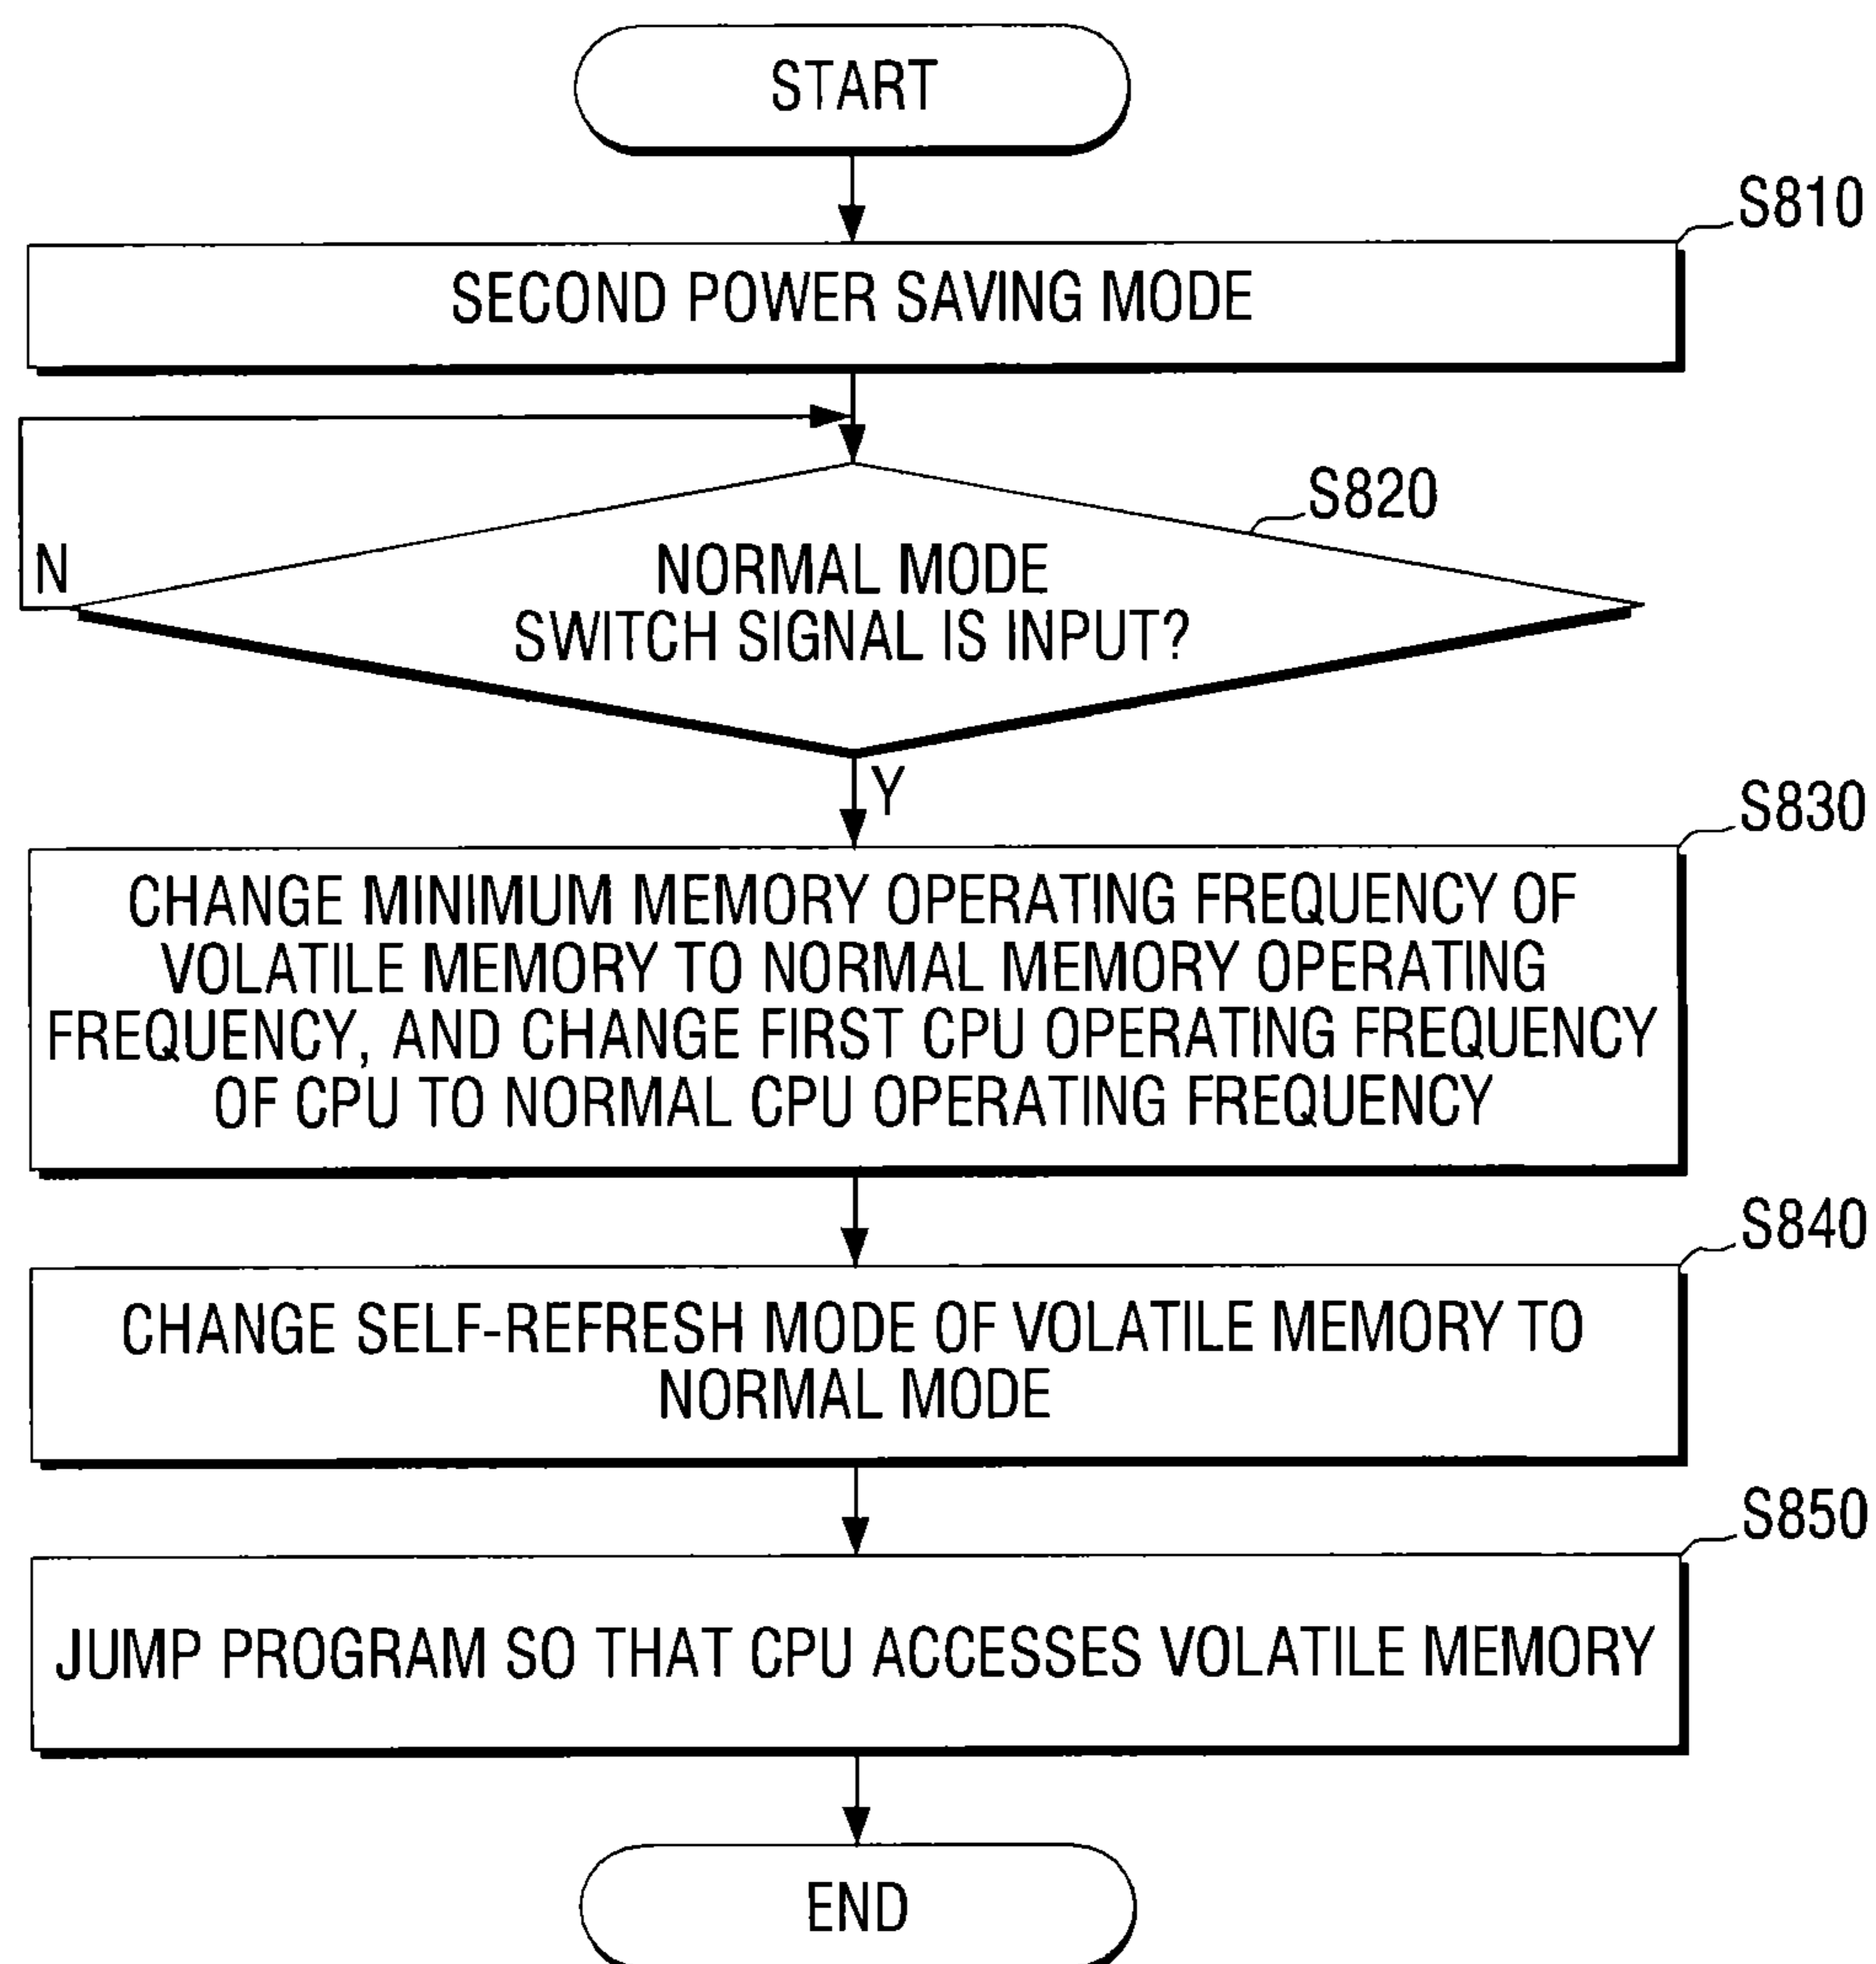 START
S810
SECOND POWER SAVING MODE
S820
N
NORMAL MODE
SWITCH SIGNAL IS INPUT?
Y
S830
CHANGE MINIMUM MEMORY OPERATING FREQUENCY OF
VOLATILE MEMORY TO NORMAL MEMORY OPERATING
FREQUENCY, AND CHANGE FIRST CPU OPERATING FREQUENCY
OF CPU TO NORMAL CPU OPERATING FREQUENCY
S840
CHANGE SELF-REFRESH MODE OF VOLATILE MEMORY TO
NORMAL MODE
S850
JUMP PROGRAM SO THAT CPU ACCESSES VOLATILE MEMORY
END